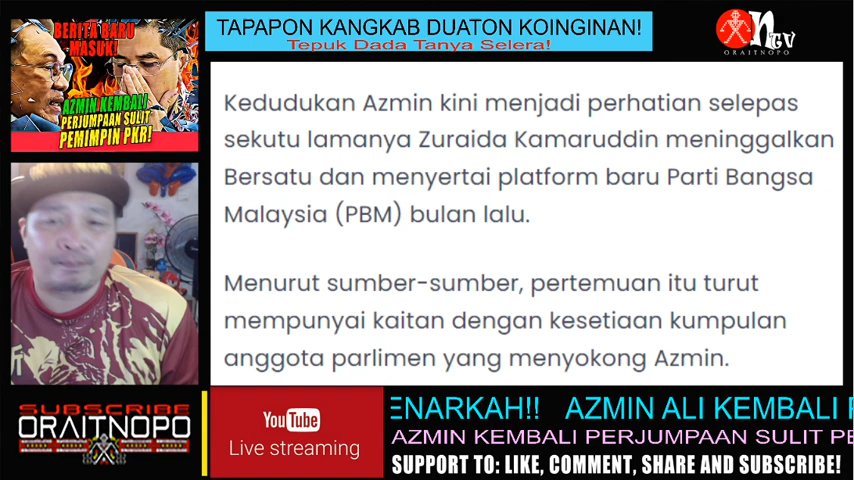 BERITA BARU
MASUK!
AZMIN KEMBALI
PERJUMPAAN SULIT
PEMIMPIN PKR!
TAPAPON KANGKAB DUATON KOINGINAN!
Tepuk Dada Tanya Selera!
OnTV
ORAITNOPO
Kedudukan Azmin kini menjadi perhatian selepas
sekutu lamanya Zuraida Kamaruddin meninggalkan
Bersatu dan menyertai platform baru Parti Bangsa
Malaysia (PBM) bulan lalu.
Menurut sumber-sumber, pertemuan itu turut
mempunyai kaitan dengan kesetiaan kumpulan
anggota parlimen yang menyokong Azmin.
SUBSCRIBE
ORAITNOPO
YouTube
Live streaming
ENARKAH!! AZMIN ALI KEMBALI
AZMIN KEMBALI PERJUMPAAN SULIT PE
SUPPORT TO: LIKE, COMMENT, SHARE AND SUBSCRIBE!